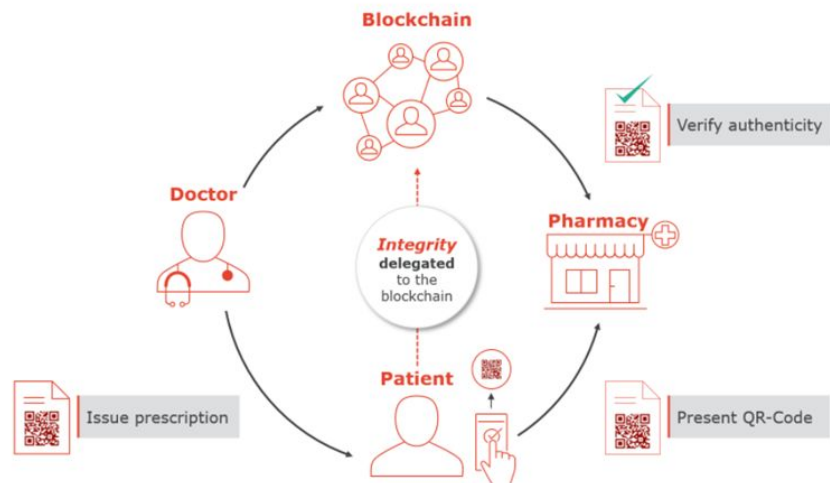 Blockchain
Verify authenticity
Doctor
Pharmacy
Integrity
delegated
to the
blockchain
Patient
Issue prescription
Present QR-Code